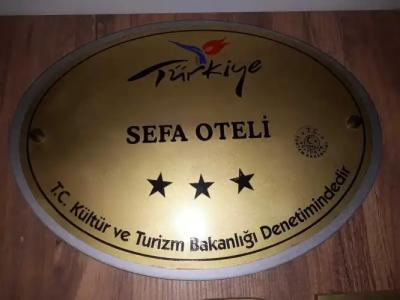 Türkiye
SEFA OTELİ
T.C. Kültür ve Turizm Bakanlığı Denetimindedir